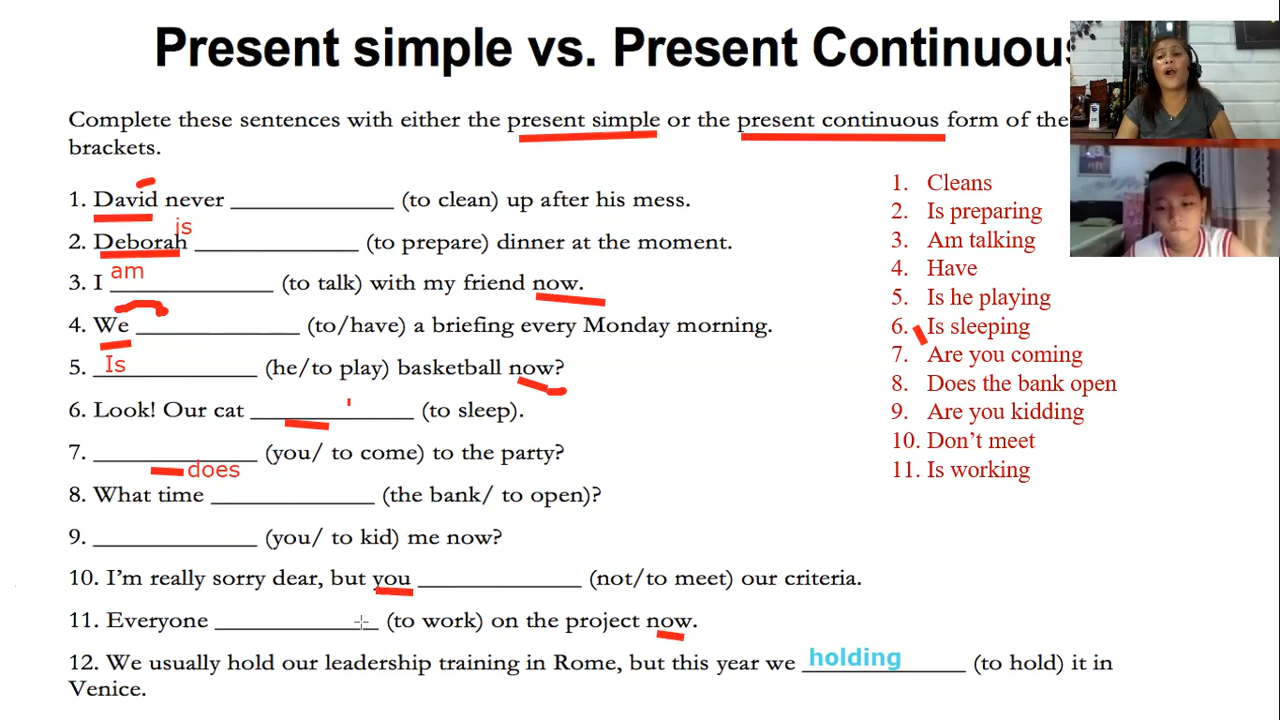 Present simple vs. Present Continuous
Complete these sentences with either the present simple or the present continuous form of the
brackets.
1. David never ______________ (to clean) up after his mess.
is
2. Deborah ______________ (to prepare) dinner at the moment.
am
3. I ______________ (to talk) with my friend now.
4. We ______________ (to/have) a briefing every Monday morning.
Is
5. ______________ (he/to play) basketball now?
6. Look! Our cat ______________ (to sleep).
7. ______________ (you/ to come) to the party?
does
8. What time ______________ (the bank/ to open)?
9. ______________ (you/ to kid) me now?
10. I'm really sorry dear, but you ______________ (not/to meet) our criteria.
11. Everyone ______________ (to work) on the project now.
12. We usually hold our leadership training in Rome, but this year we holding (to hold) it in
Venice.
1. Cleans
2. Is preparing
3. Am talking
4. Have
5. Is he playing
6. Is sleeping
7. Are you coming
8. Does the bank open
9. Are you kidding
10. Don't meet
11. Is working